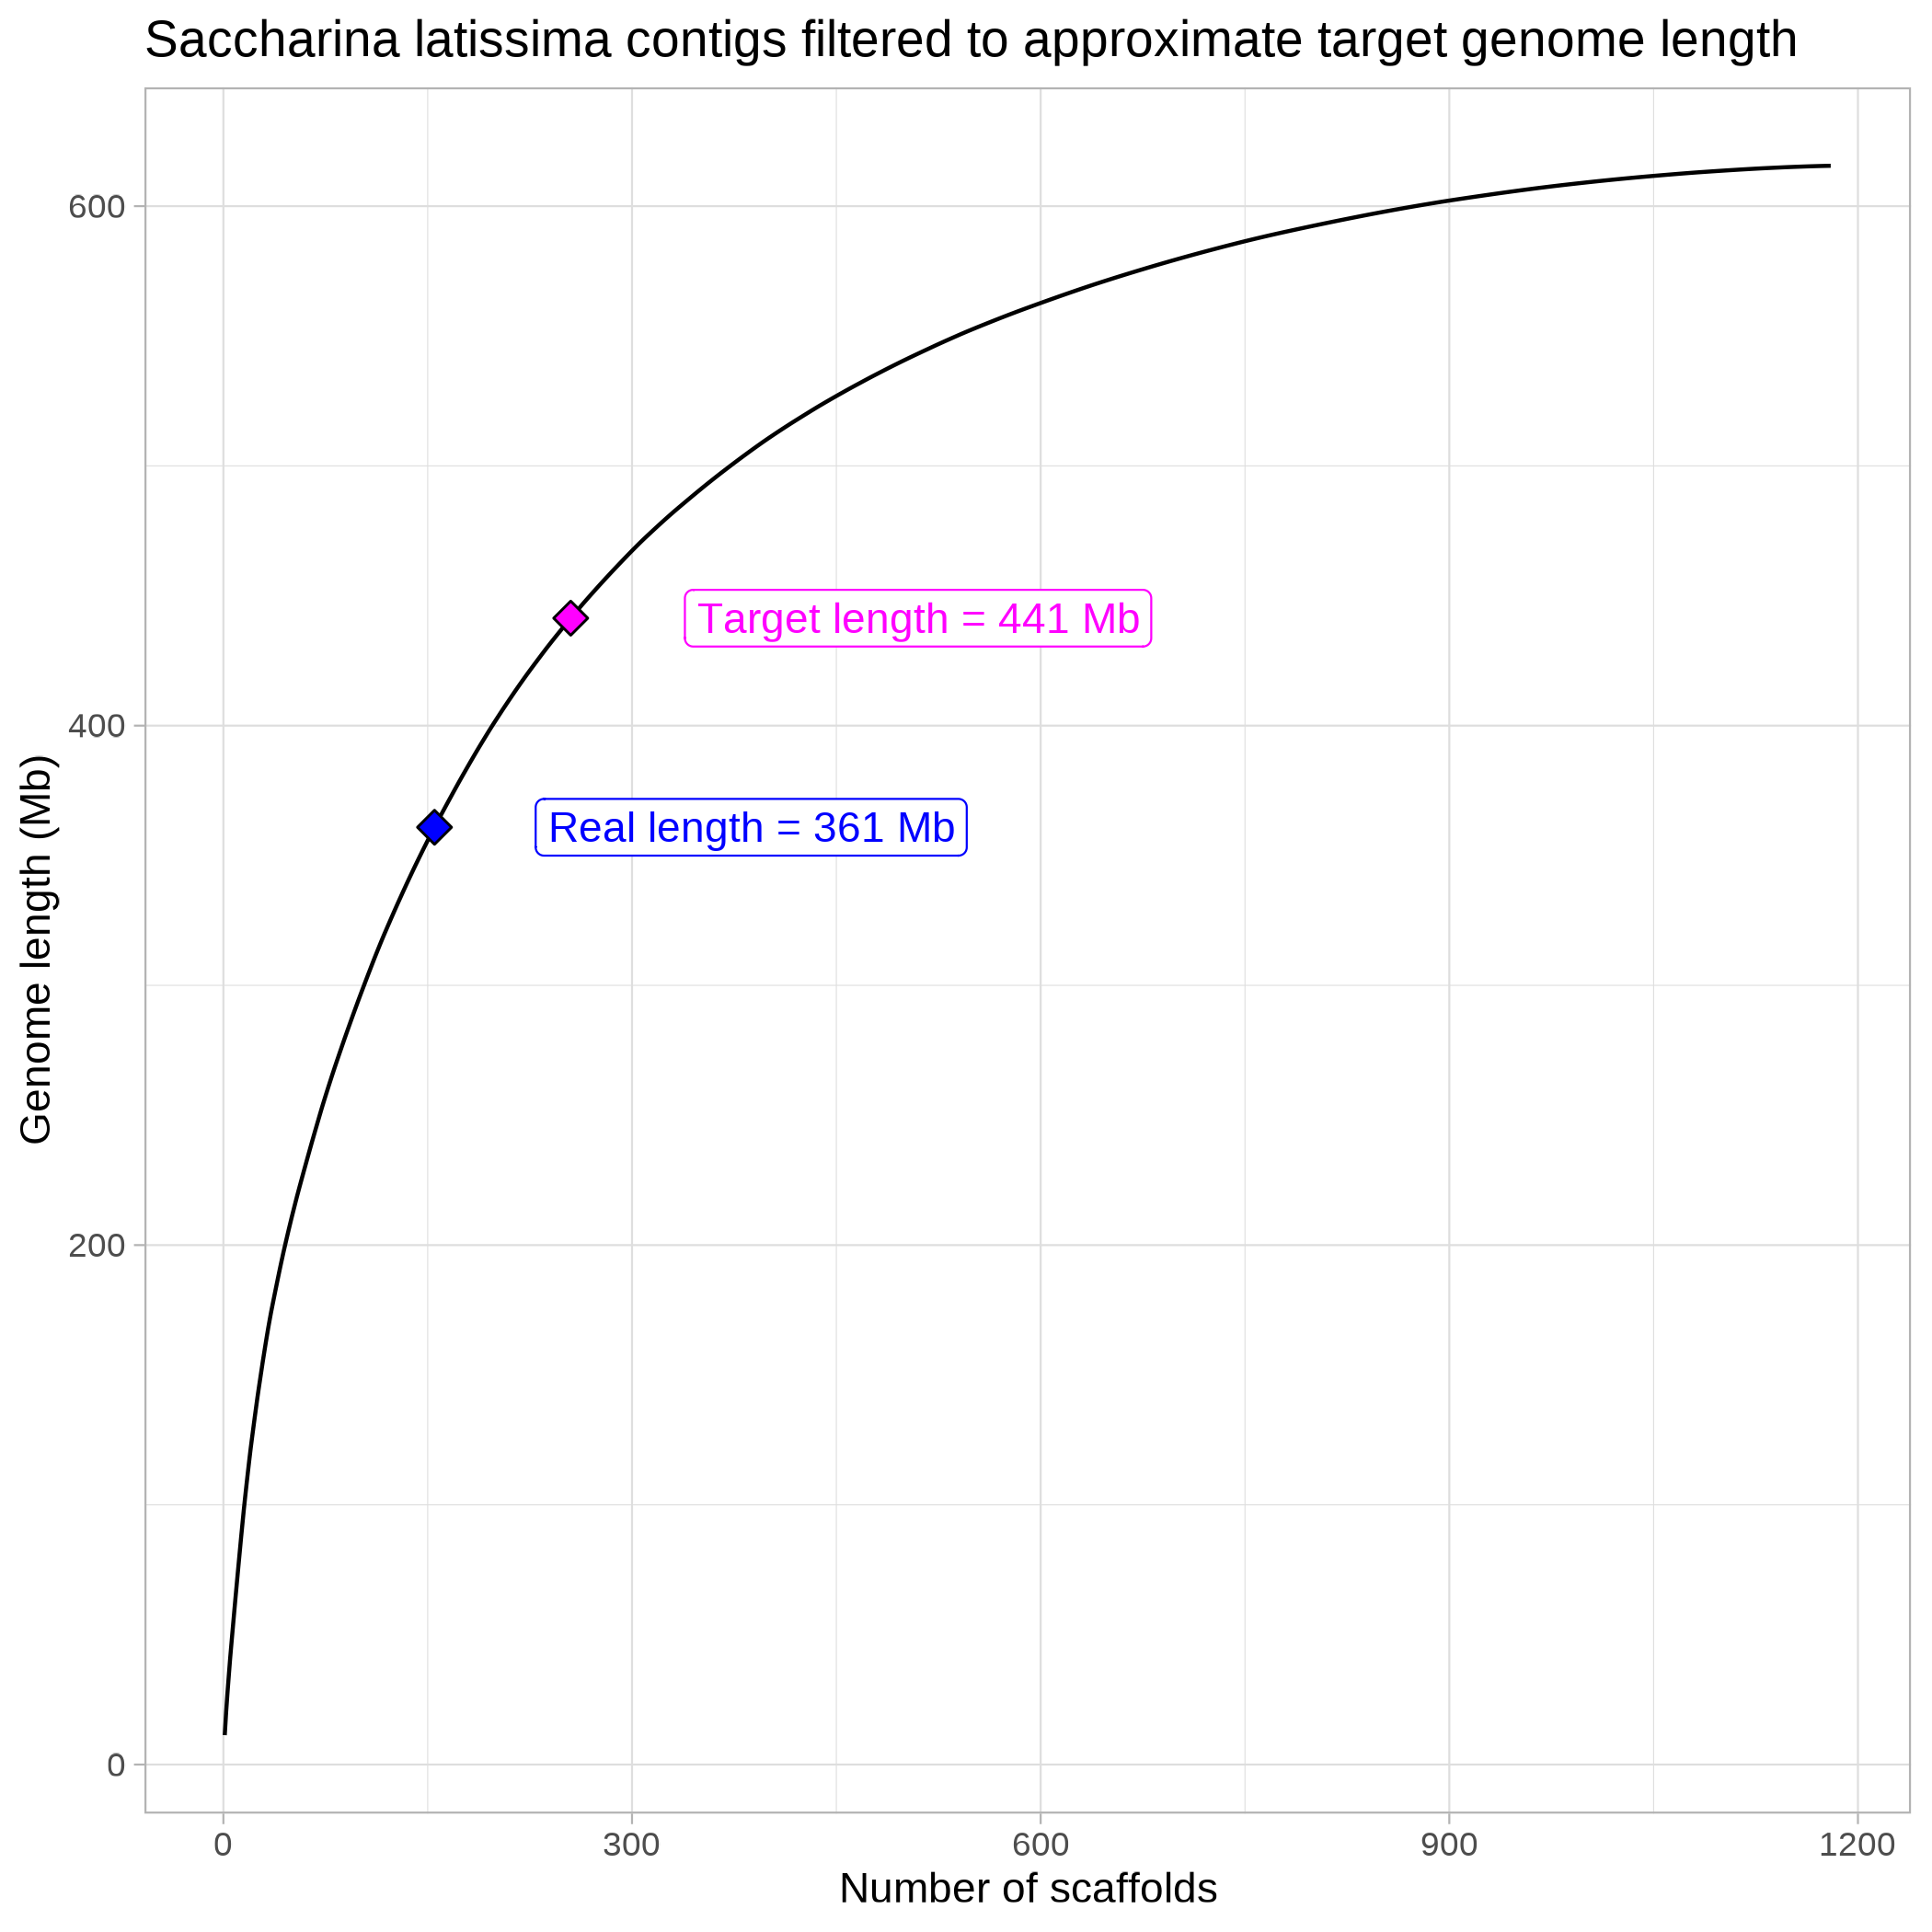 Saccharina latissima contigs filtered to approximate target genome length
Genome length (Mb)
600
400
200
0
Target length = 441 Mb
Real length = 361 Mb
0 300 600 900 1200
Number of scaffolds